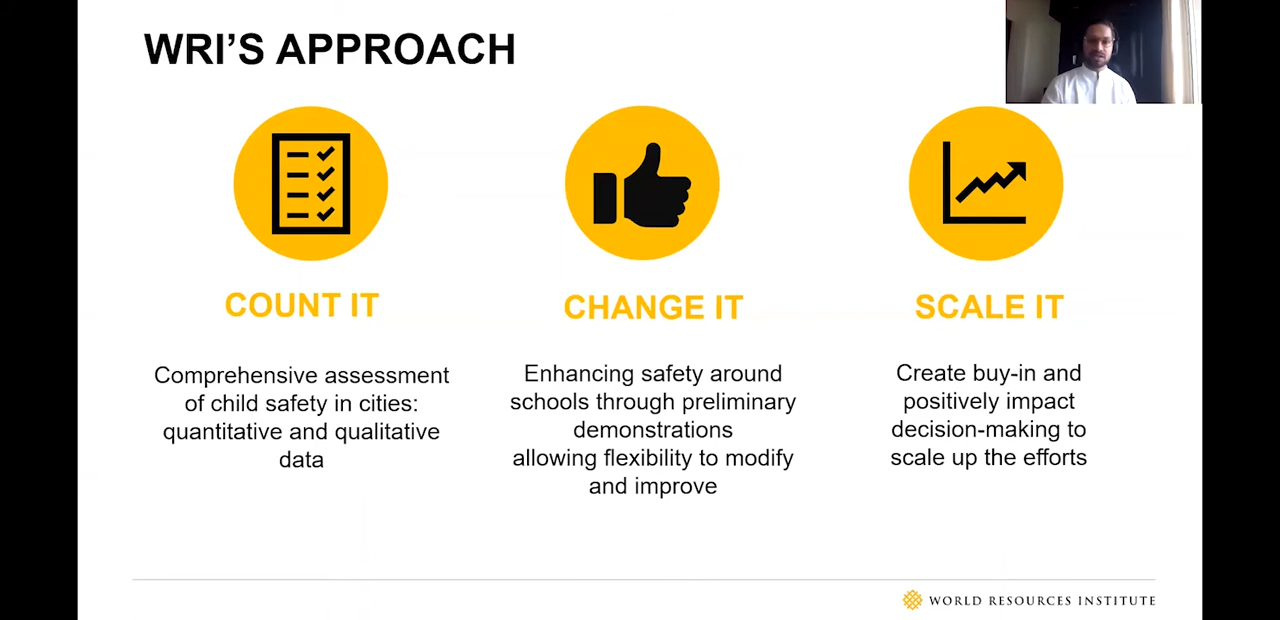 WRI'S APPROACH
COUNT IT
Comprehensive assessment
of child safety in cities:
quantitative and qualitative
data
CHANGE IT
Enhancing safety around
schools through preliminary
demonstrations
allowing flexibility to modify
and improve
SCALE IT
Create buy-in and
positively impact
decision-making to
scale up the efforts
WORLD RESOURCES INSTITUTE